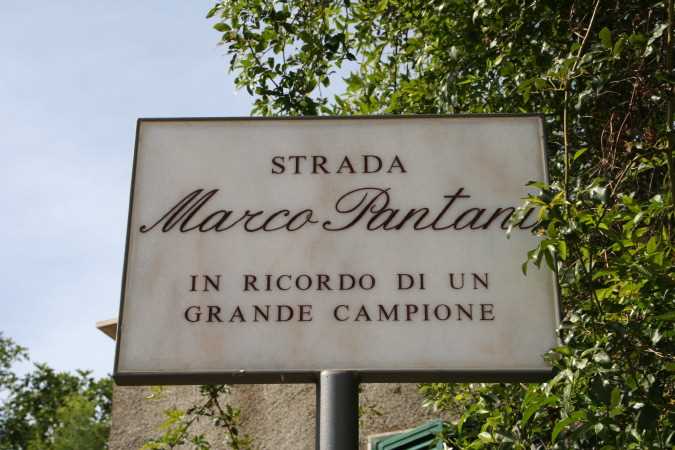 STRADA
Marco Pantani
IN RICORDO DI UN
GRANDE CAMPIONE